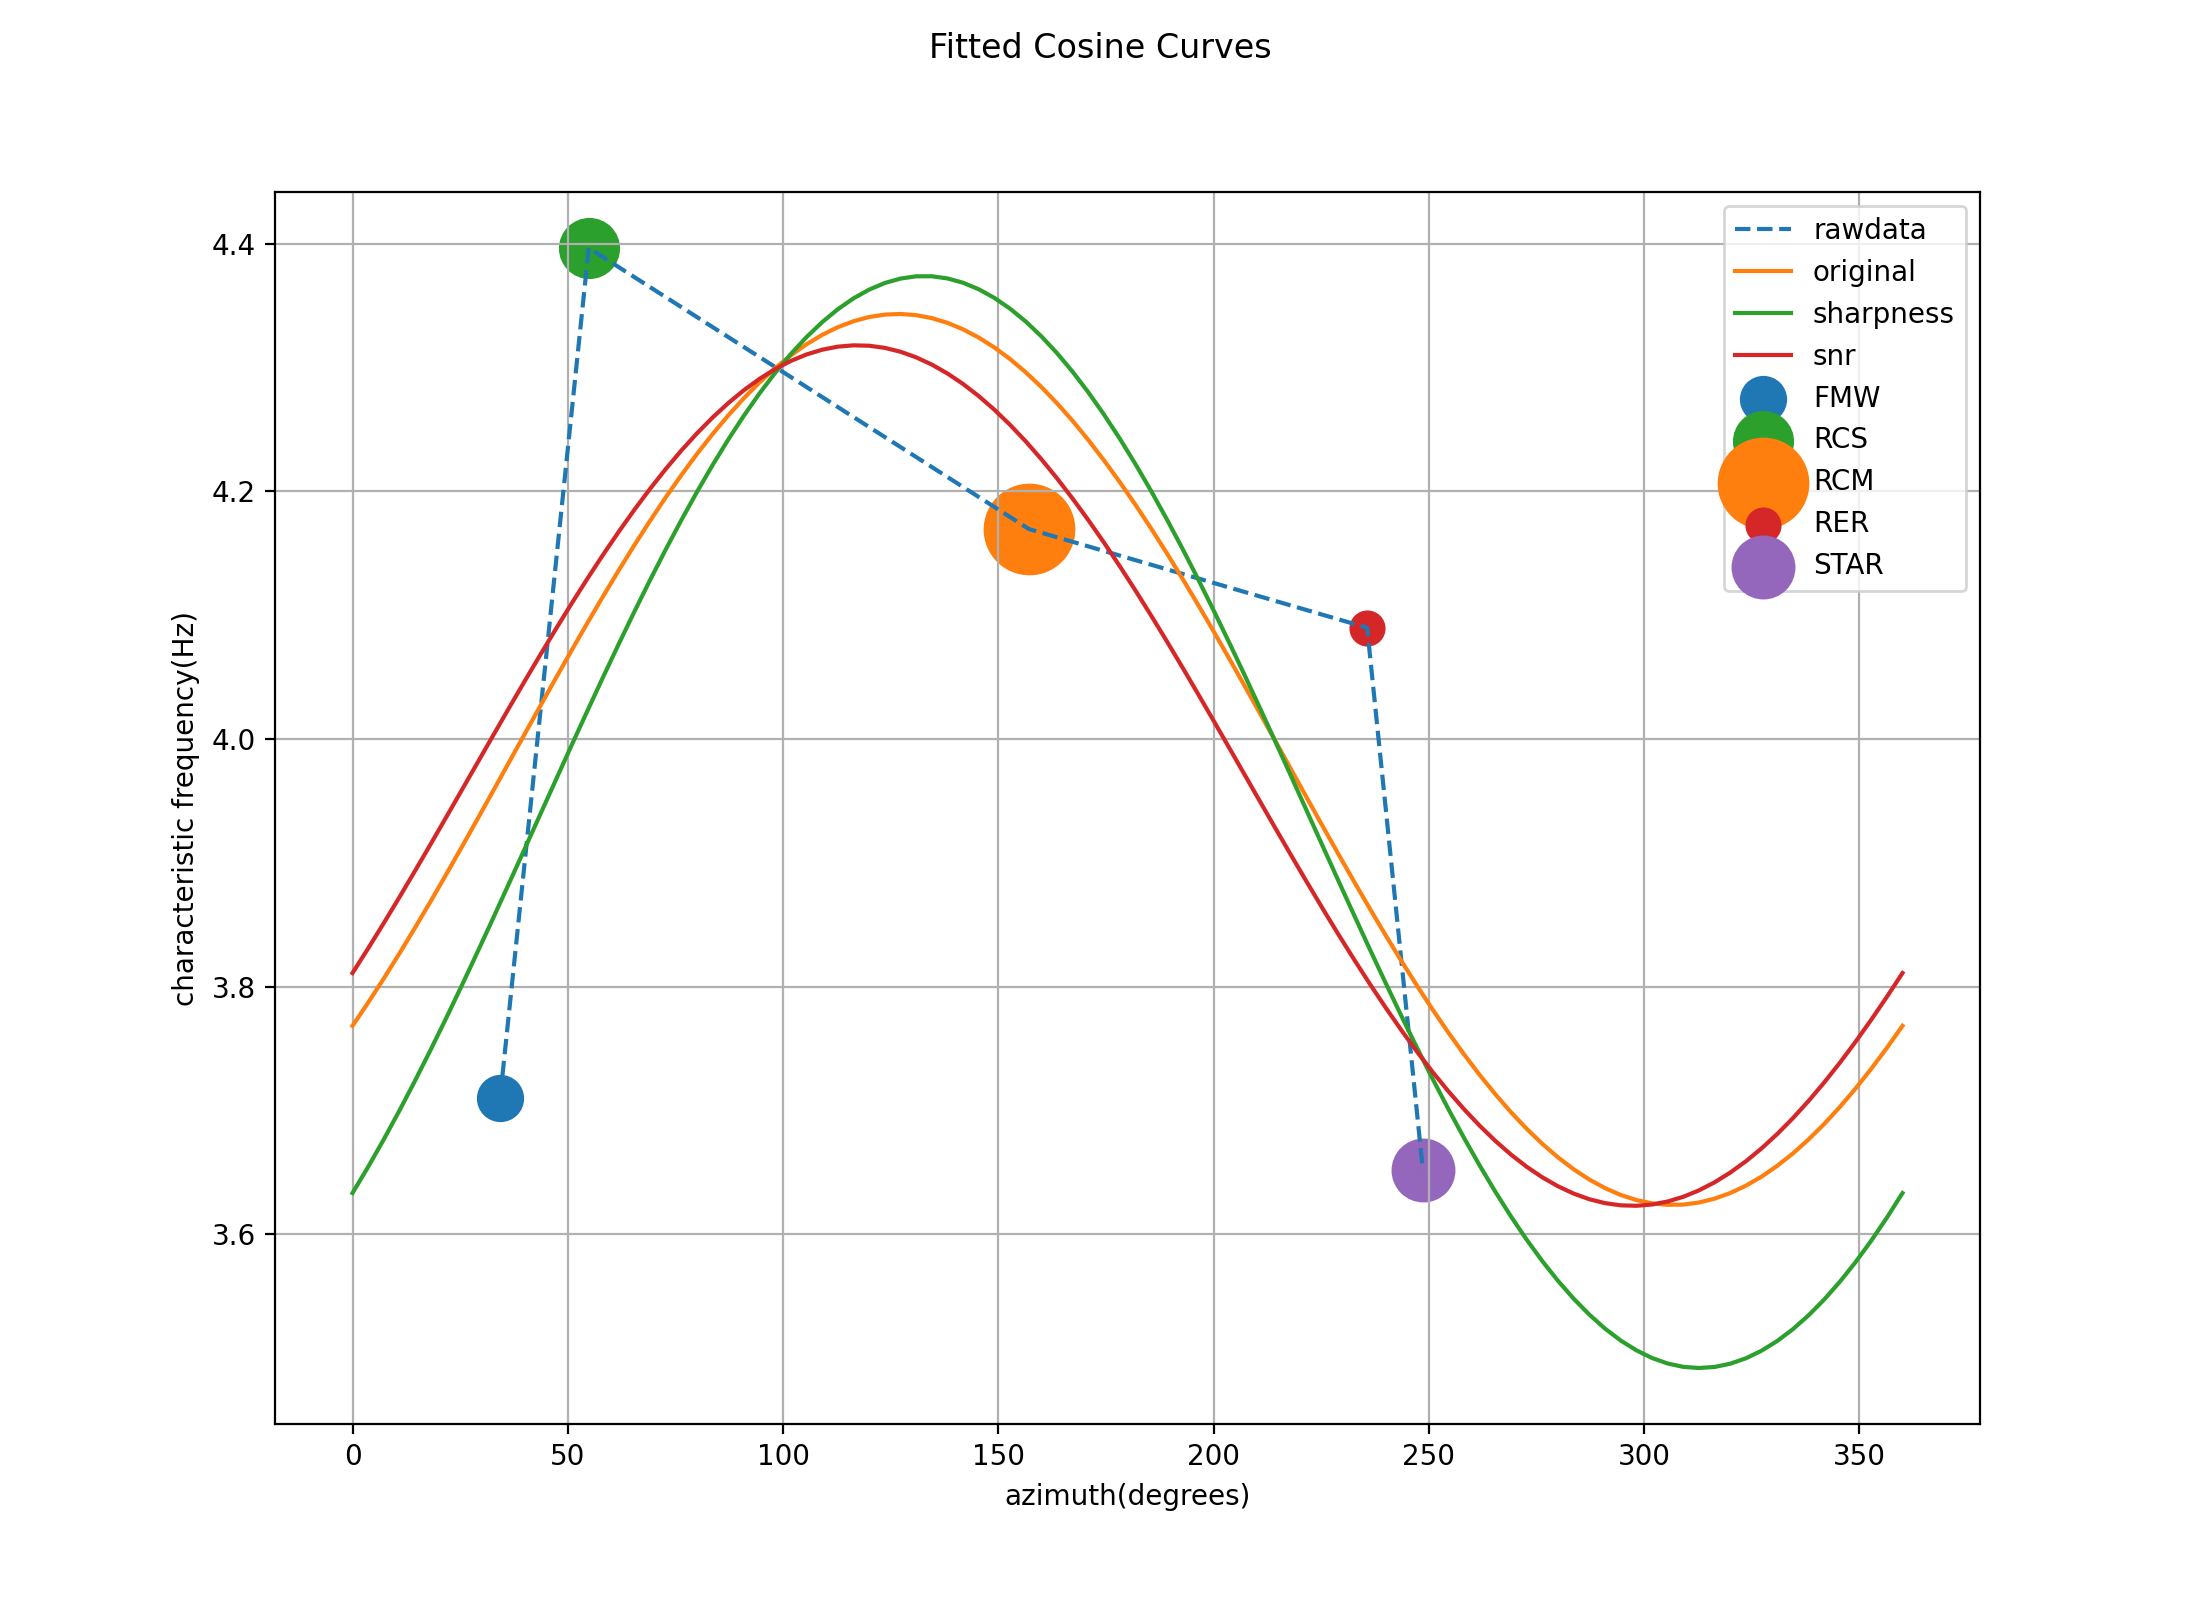 Fitted Cosine Curves
characteristic frequency(Hz)
4.4
4.2
4.0
3.8
3.6
rawdata
original
sharpness
snr
FMW
RCS
RCM
RER
STAR
0 50 100 150 200 250 300 350
azimuth(degrees)